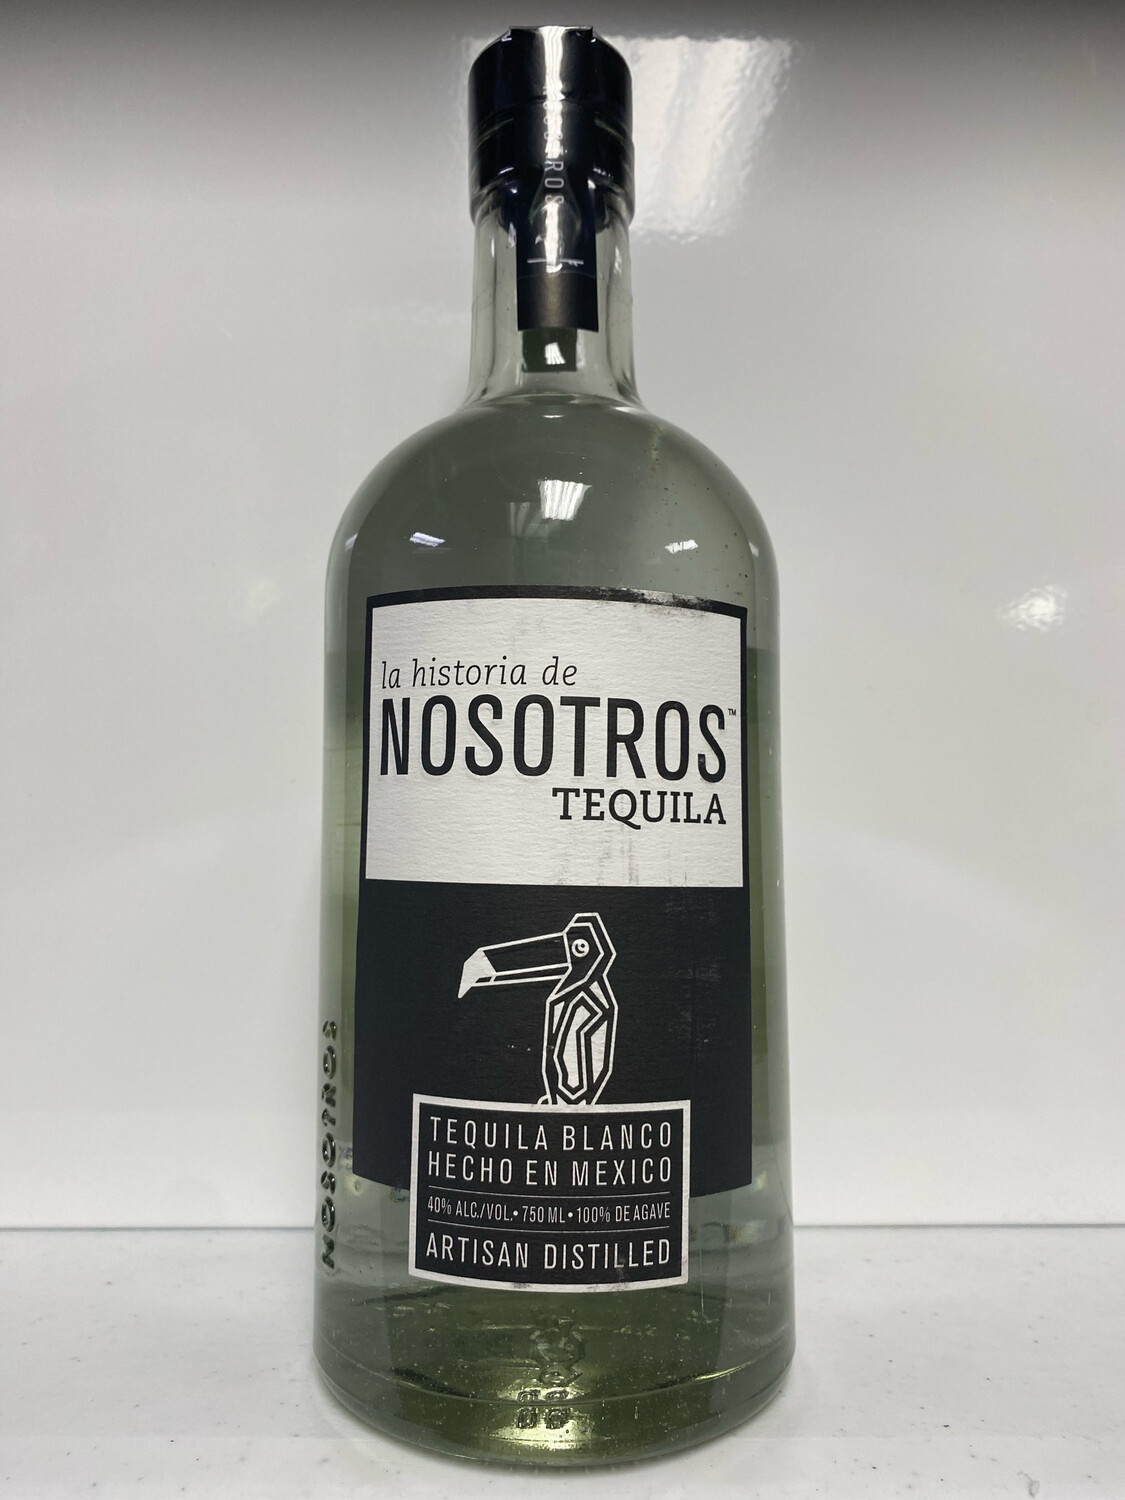 la historia de
NOSOTROS™
TEQUILA
NOSOTROS
TEQUILA BLANCO
HECHO EN MEXICO
40% ALC./VOL. • 750 ML • 100% DE AGAVE
ARTISAN DISTILLED